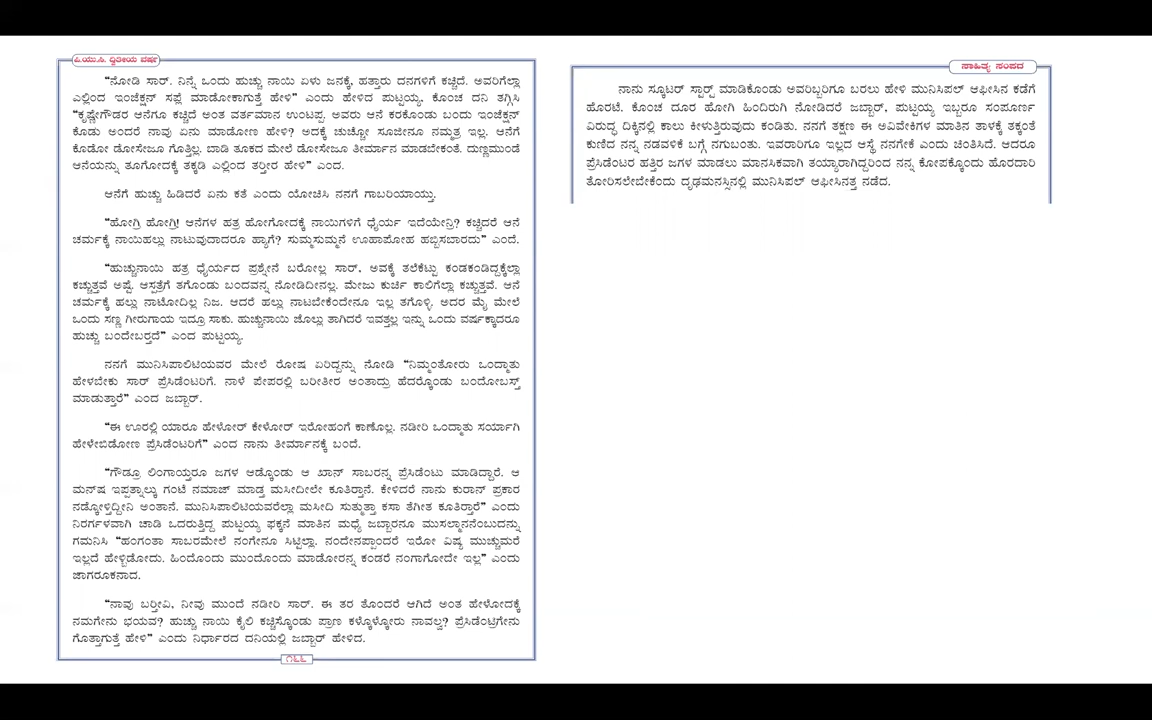 ಪಿ.ಯು.ಸಿ. ದ್ವಿತೀಯ ವರ್ಷ
“ನೋಡಿ ಸಾರ್. ನಿನ್ನೆ ಒಂದು ಹುಚ್ಚು ನಾಯಿ ಏಳು ಜನಕ್ಕೆ, ಹತ್ತಾರು ದನಗಳಿಗೆ ಕಚ್ಚಿದೆ. ಅವರಿಗೆಲ್ಲಾ
ಎಲ್ಲಿಂದ ಇಂಜೆಕ್ಷನ್ ಸಪ್ಲೆ ಮಾಡೋಕಾಗುತ್ತೆ ಹೇಳಿ” ಎಂದು ಹೇಳಿದ ಪುಟ್ಟಯ್ಯ, ಕೊಂಚ ದನಿ ತಗ್ಗಿಸಿ
“ಕೃಷ್ಣೇಗೌಡರ ಆನೆಗೂ ಕಚ್ಚಿದೆ ಅಂತ ವರ್ತಮಾನ ಉಂಟಪ್ಪ. ಅವರು ಆನೆ ಕರಕೊಂಡು ಬಂದು ಇಂಜೆಕ್ಷನ್
ಕೊಡು ಅಂದರೆ ನಾವು ಏನು ಮಾಡೋಣ ಹೇಳಿ? ಅದಕ್ಕೆ ಚುಚ್ಚೋ ಸೂಜೀನೂ ನಮ್ಮತ್ರ ಇಲ್ಲ. ಆನೆಗೆ
ಕೊಡೋ ಡೋಸೇಜೂ ಗೊತ್ತಿಲ್ಲ. ಬಾಡಿ ತೂಕದ ಮೇಲೆ ಡೋಸೇಜೂ ತೀರ್ಮಾನ ಮಾಡಬೇಕಂತೆ. ದುಣ್ಣಮುಂಡೆ
ಆನೆಯನ್ನು ತೂಗೋದಕ್ಕೆ ತಕ್ಕಡಿ ಎಲ್ಲಿಂದ ತರ್ತೀರ ಹೇಳಿ” ಎಂದ.
ಆನೆಗೆ ಹುಚ್ಚು ಹಿಡಿದರೆ ಏನು ಕತೆ ಎಂದು ಯೋಚಿಸಿ ನನಗೆ ಗಾಬರಿಯಾಯ್ತು.
“ಹೋಗ್ರಿ ಹೋಗ್ರಿ! ಆನೆಗಳ ಹತ್ರ ಹೋಗೋದಕ್ಕೆ ನಾಯಿಗಳಿಗೆ ಧೈರ್ಯ ಇದೆಯೇನ್ರಿ? ಕಚ್ಚಿದರೆ ಆನೆ
ಚರ್ಮಕ್ಕೆ ನಾಯಿಹಲ್ಲು ನಾಟುವುದಾದರೂ ಹ್ಯಾಗೆ? ಸುಮ್ಮಸುಮ್ಮನೆ ಊಹಾಪೋಹ ಹಬ್ಬಿಸಬಾರದು” ಎಂದೆ.
“ಹುಚ್ಚುನಾಯಿ ಹತ್ರ ಧೈರ್ಯದ ಪ್ರಶ್ನೇನೆ ಬರೋಲ್ಲ ಸಾರ್, ಅವಕ್ಕೆ ತಲೆಕೆಟ್ಟು ಕಂಡಕಂಡಿದ್ದಕ್ಕೆಲ್ಲಾ
ಕಚ್ಚುತ್ತವೆ ಅಷ್ಟೆ. ಆಸ್ಪತ್ರೆಗೆ ತಗೊಂಡು ಬಂದವನ್ನ ನೋಡಿದೀನಲ್ಲ. ಮೇಜು ಕುರ್ಚಿ ಕಾಲಿಗೆಲ್ಲಾ ಕಚ್ಚುತ್ತವೆ. ಆನೆ
ಚರ್ಮಕ್ಕೆ ಹಲ್ಲು ನಾಟೋದಿಲ್ಲ ನಿಜ. ಆದರೆ ಹಲ್ಲು ನಾಟಬೇಕೆಂದೇನೂ ಇಲ್ಲ ತಗೊಳ್ಳಿ. ಅದರ ಮೈ ಮೇಲೆ
ಒಂದು ಸಣ್ಣ ಗೀರುಗಾಯ ಇದ್ರೂ ಸಾಕು. ಹುಚ್ಚುನಾಯಿ ಜೊಲ್ಲು ತಾಗಿದರೆ ಇವತ್ತಲ್ಲ ಇನ್ನು ಒಂದು ವರ್ಷಕ್ಕಾದರೂ
ಹುಚ್ಚು ಬಂದೇಬರ್‍ತದೆ” ಎಂದ ಪುಟ್ಟಯ್ಯ.
ನನಗೆ ಮುನಿಸಿಪಾಲಿಟಿಯವರ ಮೇಲೆ ರೋಷ ಏರಿದ್ದನ್ನು ನೋಡಿ “ನಿಮ್ಮಂತೋರು ಒಂದ್ಮಾತು
ಹೇಳಬೇಕು ಸಾರ್ ಪ್ರೆಸಿಡೆಂಟರಿಗೆ. ನಾಳೆ ಪೇಪರಲ್ಲಿ ಬರೀತೀರ ಅಂತಾದ್ರು ಹೆದರ್‍ಕೊಂಡು ಬಂದೋಬಸ್ತ್
ಮಾಡುತ್ತಾರೆ” ಎಂದ ಜಬ್ಬಾರ್.
“ಈ ಊರಲ್ಲಿ ಯಾರೂ ಹೇಳೋರ್ ಕೇಳೋರ್ ಇರೋಹಂಗೆ ಕಾಣೊಲ್ಲ. ನಡೀರಿ ಒಂದ್ಮಾತು ಸರ್ಯಾಗಿ
ಹೇಳೇಬಿಡೋಣ ಪ್ರೆಸಿಡೆಂಟರಿಗೆ” ಎಂದ ನಾನು ತೀರ್ಮಾನಕ್ಕೆ ಬಂದೆ.
“ಗೌಡ್ರೂ ಲಿಂಗಾಯ್ತರೂ ಜಗಳ ಆಡ್ಕೊಂಡು ಆ ಖಾನ್ ಸಾಬರನ್ನ ಪ್ರೆಸಿಡೆಂಟು ಮಾಡಿದ್ದಾರೆ. ಆ
ಮನ್‌ಷ ಇಪ್ಪತ್ನಾಲ್ಕು ಗಂಟೆ ನಮಾಜ್ ಮಾಡ್ತ ಮಸೀದೀಲೇ ಕೂತಿರ್‍ತಾನೆ. ಕೇಳಿದರೆ ನಾನು ಕುರಾನ್ ಪ್ರಕಾರ
ನಡ್ಕೋಳ್ತಿದ್ದೀನಿ ಅಂತಾನೆ. ಮುನಿಸಿಪಾಲಿಟಿಯವರೆಲ್ಲಾ ಮಸೀದಿ ಸುತ್ತುತ್ತಾ ಕಸಾ ತೆಗೀತ ಕೂತಿರ್‍ತಾರೆ” ಎಂದು
ನಿರರ್ಗಳವಾಗಿ ಚಾಡಿ ಒದರುತ್ತಿದ್ದ ಪುಟ್ಟಯ್ಯ ಫಕ್ಕನೆ ಮಾತಿನ ಮಧ್ಯೆ ಜಬ್ಬಾರನೂ ಮುಸಲ್ಮಾನನೆಂಬುದನ್ನು
ಗಮನಿಸಿ “ಹಂಗಂತಾ ಸಾಬರಮೇಲೆ ನಂಗೇನೂ ಸಿಟ್ಟಿಲ್ಲಾ. ನಂದೇನಪ್ಪಾಂದರೆ ಇರೋ ವಿಷ್ಯ ಮುಚ್ಚುಮರೆ
ಇಲ್ಲದೆ ಹೇಳ್ಬಿಡೋದು. ಹಿಂದೊಂದು ಮುಂದೊಂದು ಮಾಡೋರನ್ನ ಕಂಡರೆ ನಂಗಾಗೋದೇ ಇಲ್ಲ” ಎಂದು
ಜಾಗರೂಕನಾದ.
“ನಾವು ಬರ್‍ತೀವಿ, ನೀವು ಮುಂದೆ ನಡೀರಿ ಸಾರ್. ಈ ತರ ತೊಂದರೆ ಆಗಿದೆ ಅಂತ ಹೇಳೋದಕ್ಕೆ
ನಮಗೇನು ಭಯವ? ಹುಚ್ಚು ನಾಯಿ ಕೈಲಿ ಕಚ್ಚಿಸ್ಕೊಂಡು ಪ್ರಾಣ ಕಳ್ಕೊಳ್ಕೋರು ನಾವಲ್ವ? ಪ್ರೆಸಿಡೆಂಟ್ರಿಗೇನು
ಗೊತ್ತಾಗುತ್ತೆ ಹೇಳಿ” ಎಂದು ನಿರ್ಧಾರದ ದನಿಯಲ್ಲಿ ಜಬ್ಬಾರ್ ಹೇಳಿದ.
೧೬೬
ಸಾಹಿತ್ಯ ಸಂಪದ
ನಾನು ಸ್ಕೂಟರ್ ಸ್ಟಾರ್ಟ್ ಮಾಡಿಕೊಂಡು ಅವರಿಬ್ಬರಿಗೂ ಬರಲು ಹೇಳಿ ಮುನಿಸಿಪಲ್ ಆಫೀಸಿನ ಕಡೆಗೆ
ಹೊರಟೆ. ಕೊಂಚ ದೂರ ಹೋಗಿ ಹಿಂದಿರುಗಿ ನೋಡಿದರೆ ಜಬ್ಬಾರ್, ಪುಟ್ಟಯ್ಯ ಇಬ್ಬರೂ ಸಂಪೂರ್ಣ
ವಿರುದ್ಧ ದಿಕ್ಕಿನಲ್ಲಿ ಕಾಲು ಕೀಳುತ್ತಿರುವುದು ಕಂಡಿತು. ನನಗೆ ತಕ್ಷಣ ಈ ಅವಿವೇಕಿಗಳ ಮಾತಿನ ತಾಳಕ್ಕೆ ತಕ್ಕಂತೆ
ಕುಣಿದ ನನ್ನ ನಡವಳಿಕೆ ಬಗ್ಗೆ ನಗುಬಂತು. ಇವರಾರಿಗೂ ಇಲ್ಲದ ಆಸ್ಥೆ ನನಗೇಕೆ ಎಂದು ಚಿಂತಿಸಿದೆ. ಆದರೂ
ಪ್ರೆಸಿಡೆಂಟರ ಹತ್ತಿರ ಜಗಳ ಮಾಡಲು ಮಾನಸಿಕವಾಗಿ ತಯ್ಯಾರಾಗಿದ್ದರಿಂದ ನನ್ನ ಕೋಪಕ್ಕೊಂದು ಹೊರದಾರಿ
ತೋರಿಸಲೇಬೇಕೆಂದು ದೃಢಮನಸ್ಸಿನಲ್ಲಿ ಮುನಿಸಿಪಲ್ ಆಫೀಸಿನತ್ತ ನಡೆದ.